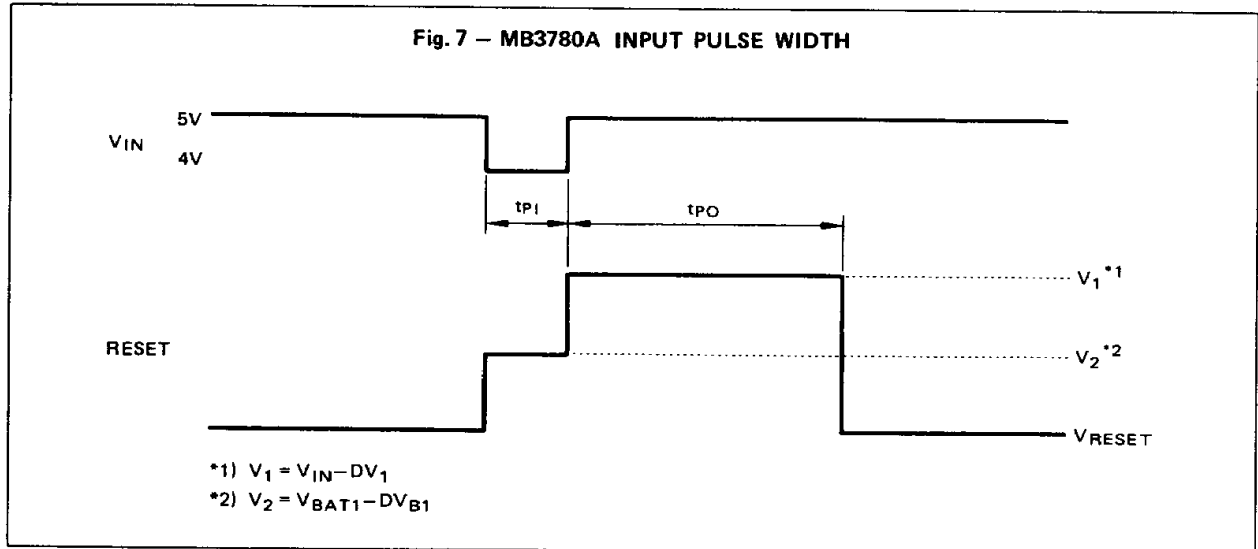 Fig. 7 – MB3780A INPUT PULSE WIDTH
5V
VIN
4V
tPI
tPO
V1*1
RESET
V2*2
VRESET
*1) V1 = VIN–DV1
*2) V2 = VBAT1–DVB1